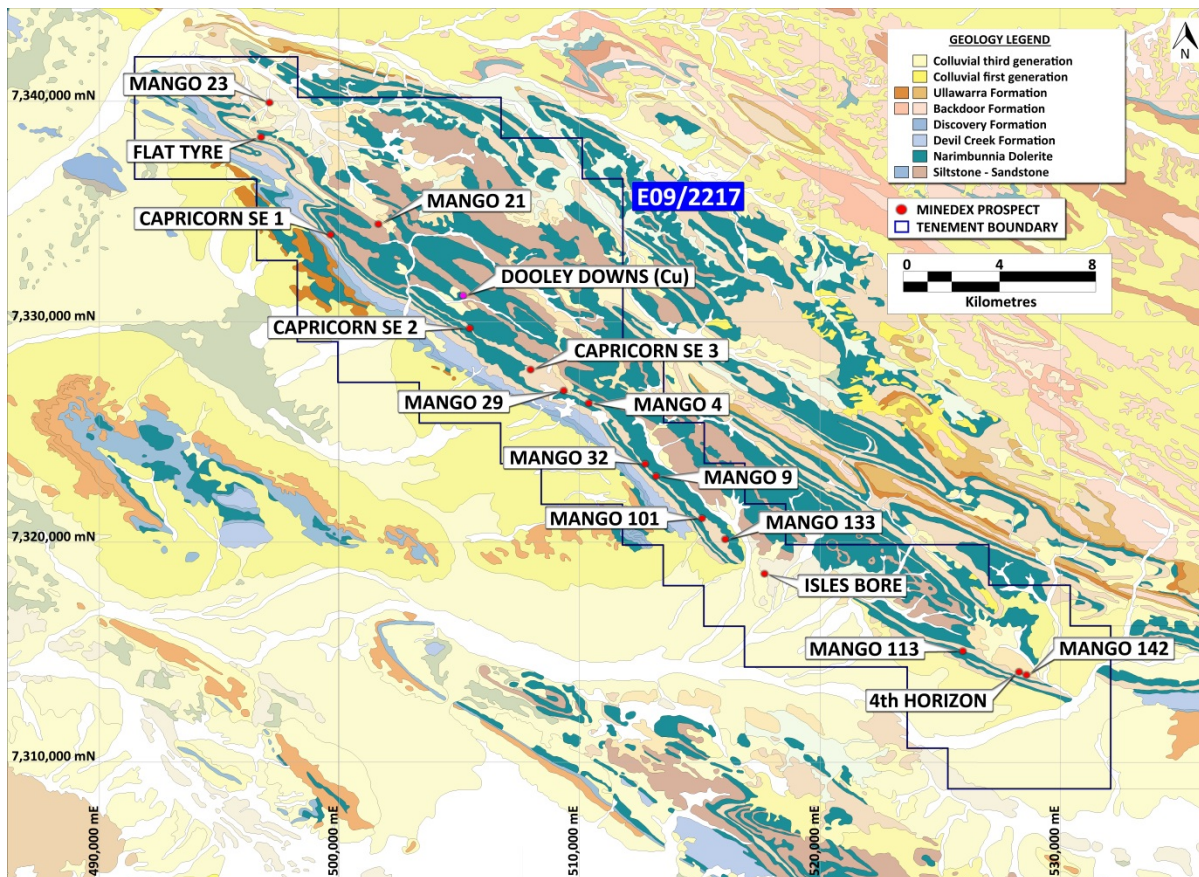 GEOLOGY LEGEND
Colluvial third generation
Colluvial first generation
Ullawarra Formation
Backdoor Formation
Discovery Formation
Devil Creek Formation
Narimbunnia Dolerite
Siltstone - Sandstone
N
MINEDEX PROSPECT
TENEMENT BOUNDARY
0 4 8
Kilometres
7,340,000 mN
MANGO 23
FLAT TYRE
E09/2217
MANGO 21
CAPRICORN SE 1
DOOLEY DOWNS (Cu)
7,330,000 mN
CAPRICORN SE 2
CAPRICORN SE 3
MANGO 29
MANGO 4
MANGO 32
MANGO 9
MANGO 101
MANGO 133
7,320,000 mN
ISLES BORE
MANGO 113
MANGO 142
4th HORIZON
7,310,000 mN
490,000 mE
500,000 mE
510,000 mE
520,000 mE
530,000 mE